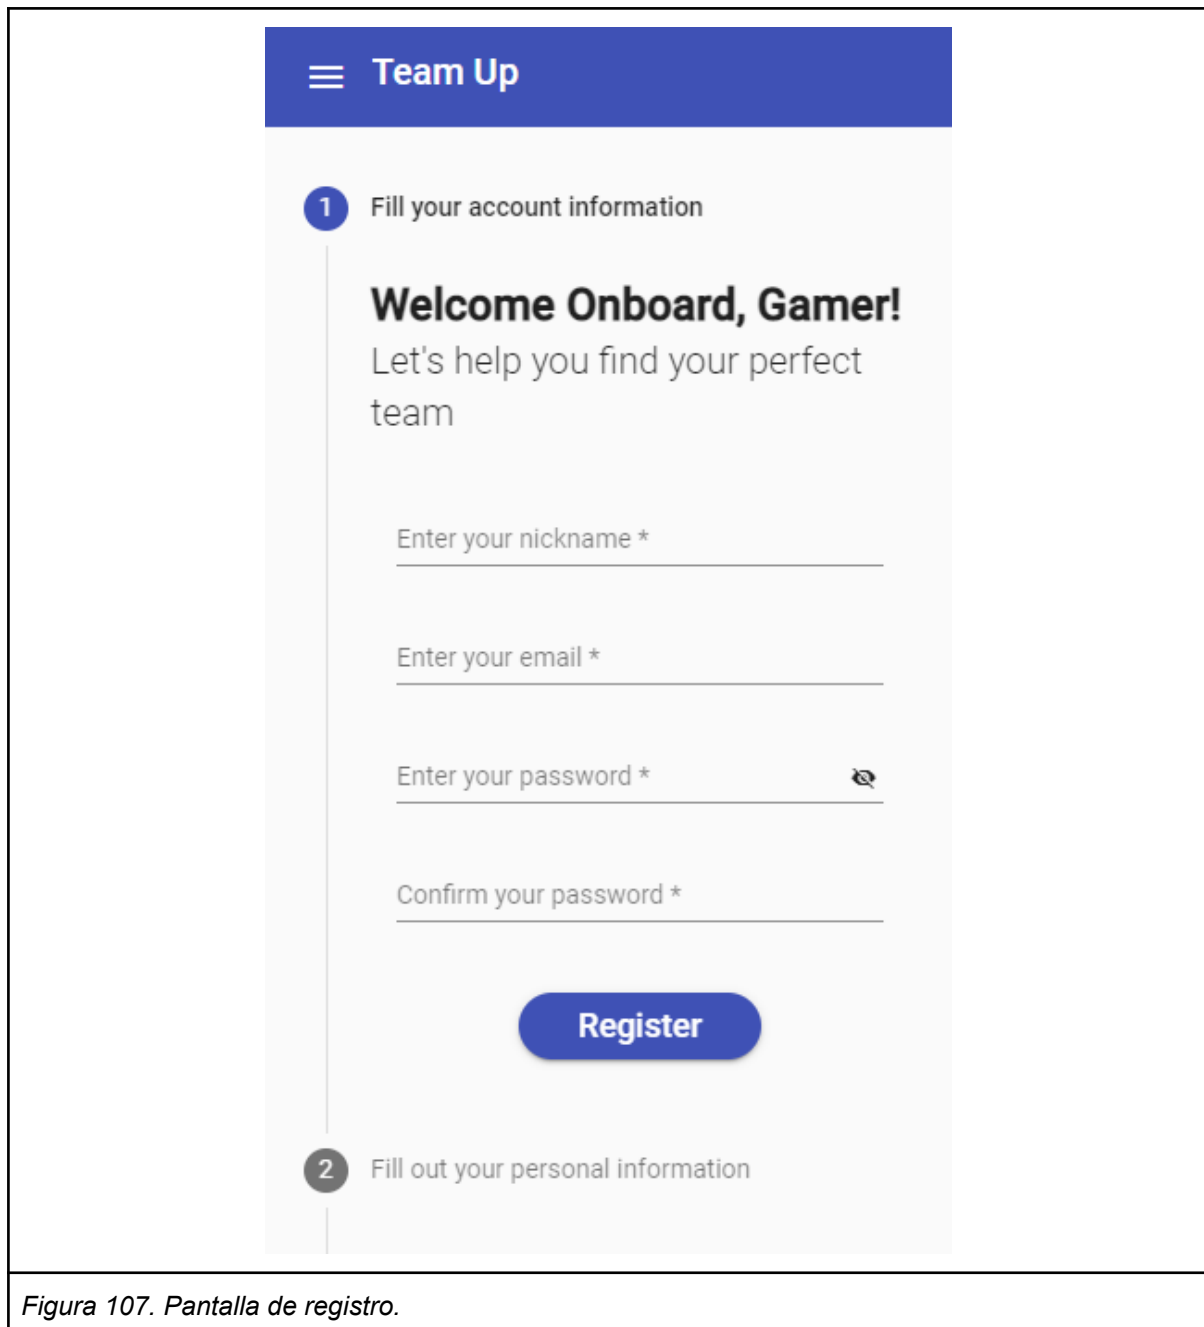 Team Up
1 Fill your account information
Welcome Onboard, Gamer!
Let's help you find your perfect
team
Enter your nickname *
Enter your email *
Enter your password *
Confirm your password *
Register
2 Fill out your personal information
Figura 107. Pantalla de registro.